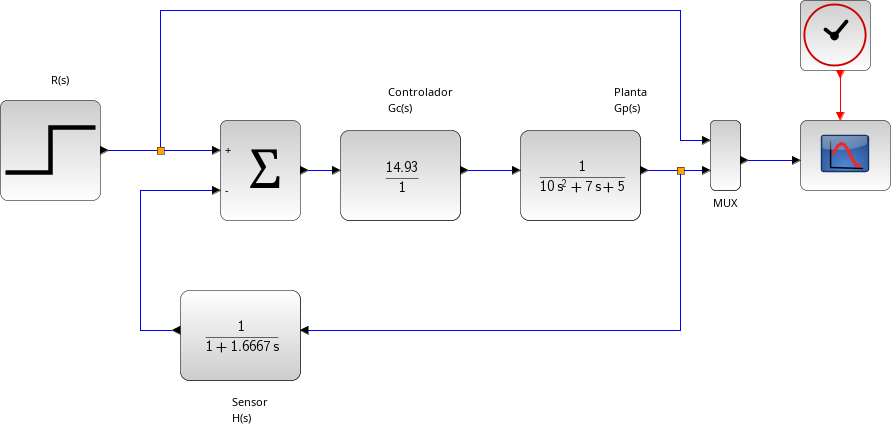 R(s)
Controlador
Gc(s)
Planta
Gp(s)
+
-
Σ
14.93
1
1
10 s² + 7 s + 5
MUX
1
1 + 1.6667 s
Sensor
H(s)